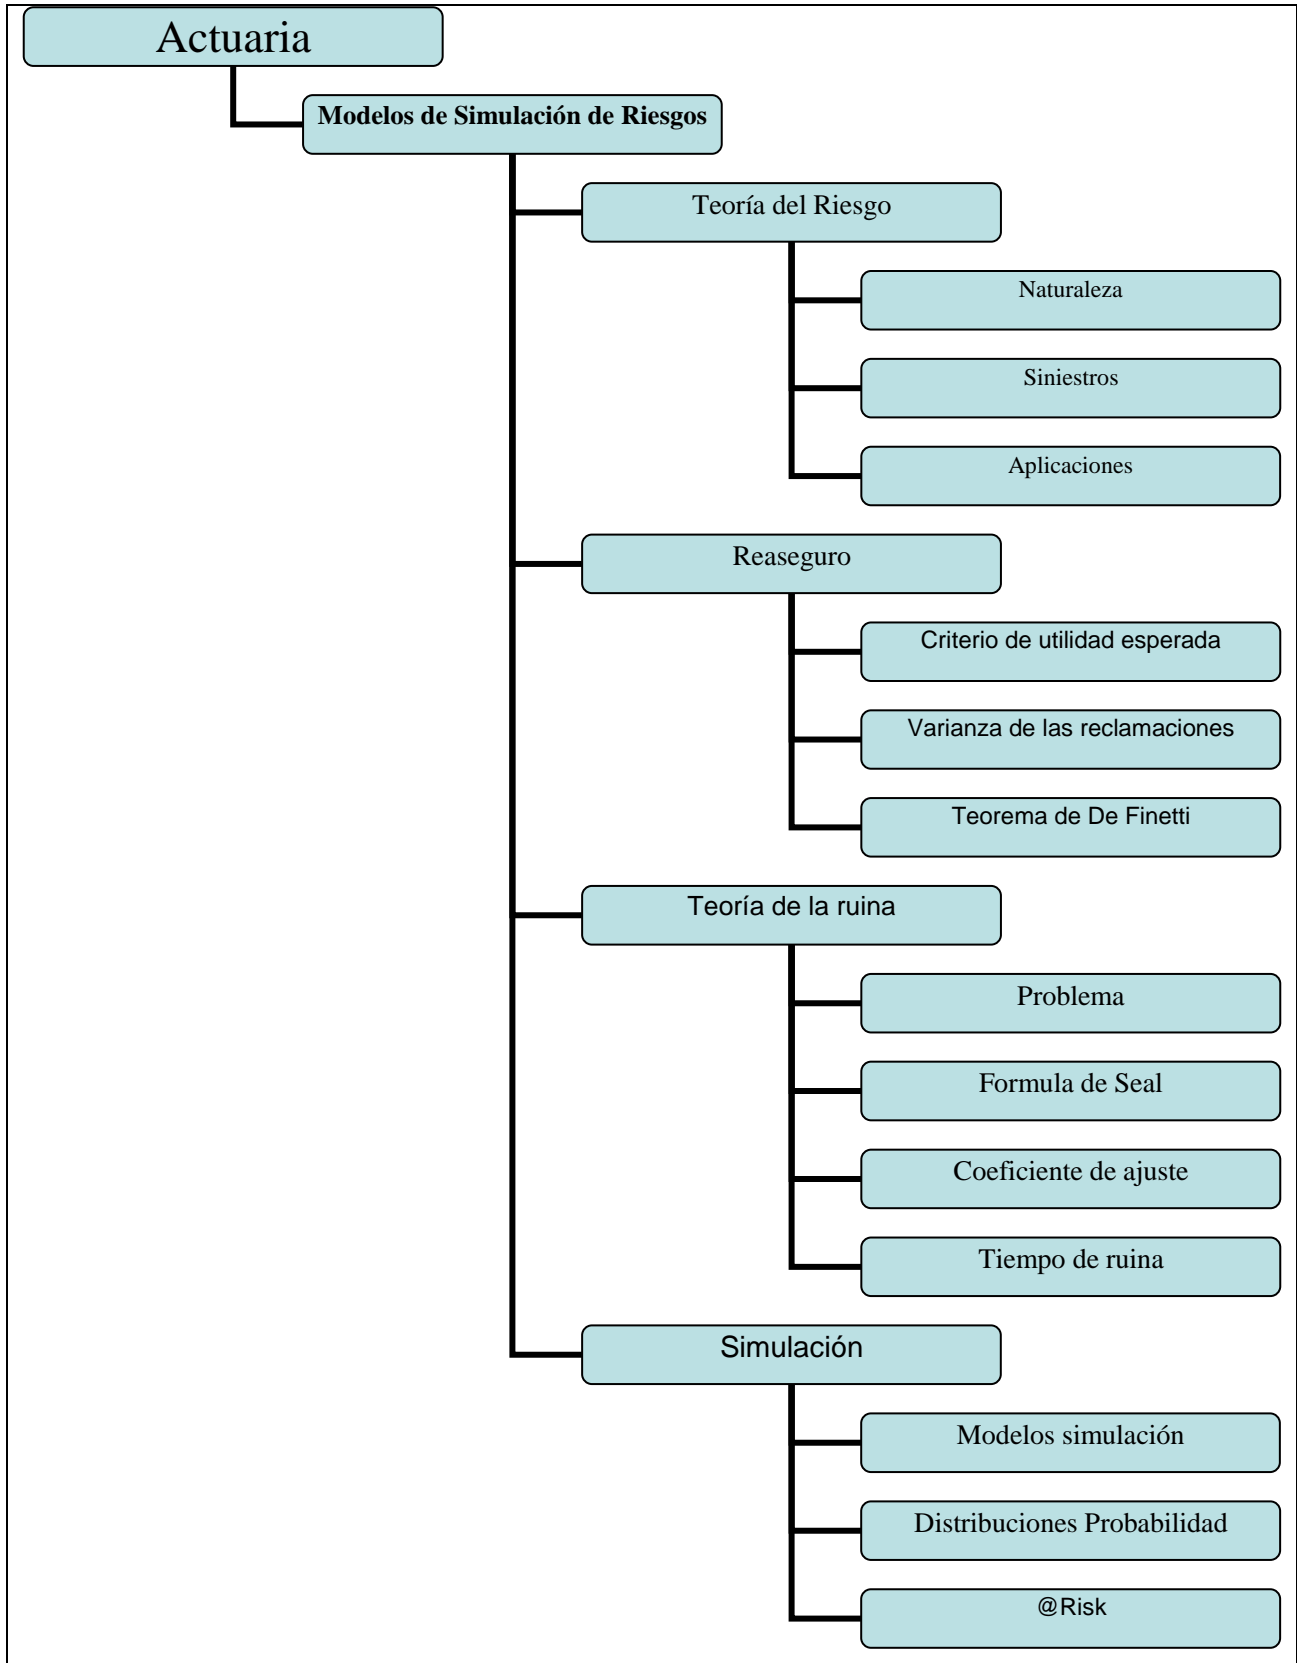 Actuaria
Modelos de Simulación de Riesgos
Teoría del Riesgo
Naturaleza
Siniestros
Aplicaciones
Reaseguro
Criterio de utilidad esperada
Varianza de las reclamaciones
Teorema de De Finetti
Teoría de la ruina
Problema
Formula de Seal
Coeficiente de ajuste
Tiempo de ruina
Simulación
Modelos simulación
Distribuciones Probabilidad
@Risk